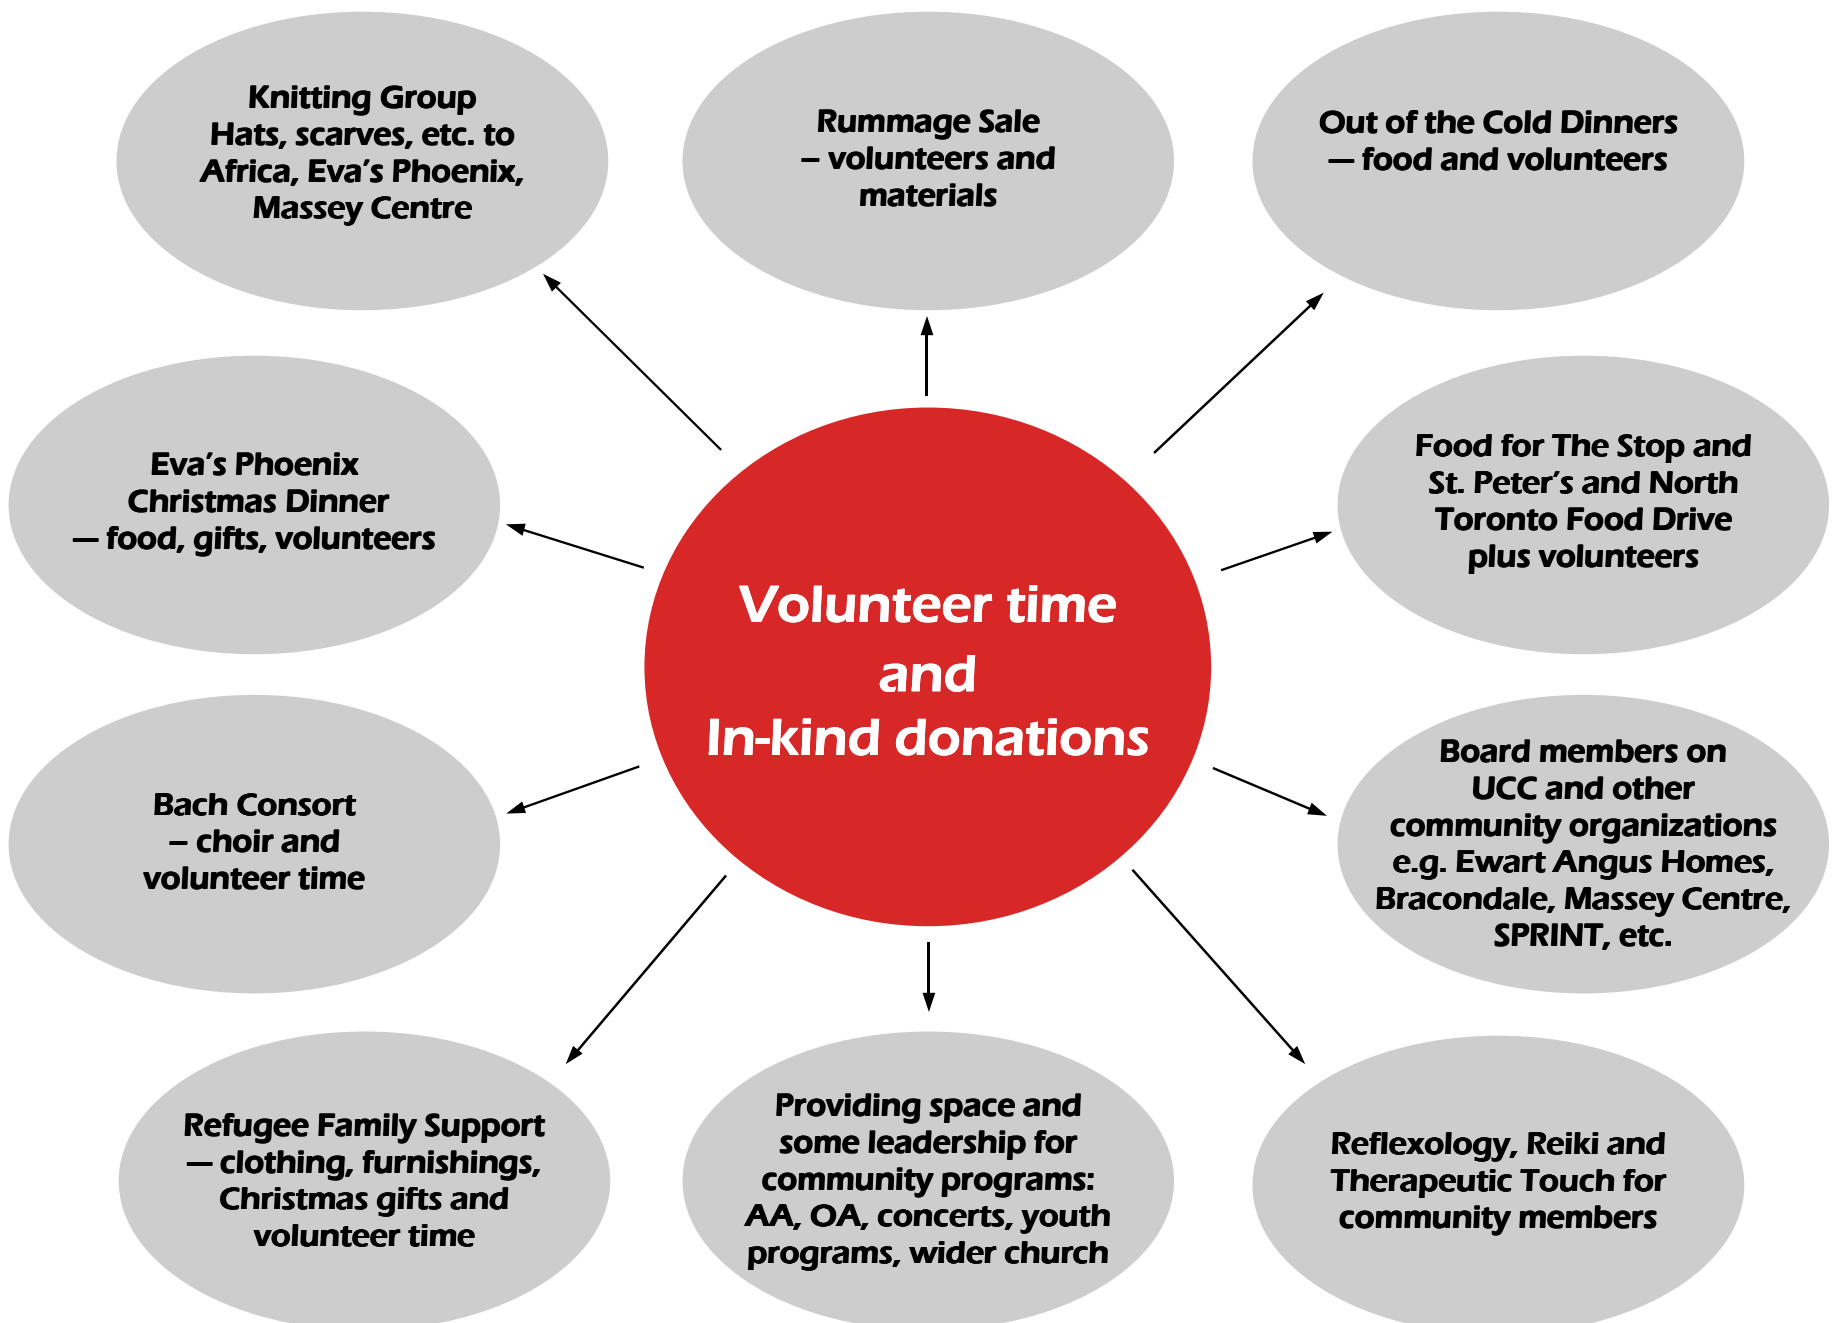 Knitting Group
Hats, scarves, etc. to
Africa, Eva’s Phoenix,
Massey Centre
Rummage Sale
– volunteers and
materials
Out of the Cold Dinners
— food and volunteers
Eva’s Phoenix
Christmas Dinner
— food, gifts, volunteers
Food for The Stop and
St. Peter’s and North
Toronto Food Drive
plus volunteers
Volunteer time
and
In-kind donations
Bach Consort
– choir and
volunteer time
Board members on
UCC and other
community organizations
e.g. Ewart Angus Homes,
Bracondale, Massey Centre,
SPRINT, etc.
Refugee Family Support
— clothing, furnishings,
Christmas gifts and
volunteer time
Providing space and
some leadership for
community programs:
AA, OA, concerts, youth
programs, wider church
Reflexology, Reiki and
Therapeutic Touch for
community members